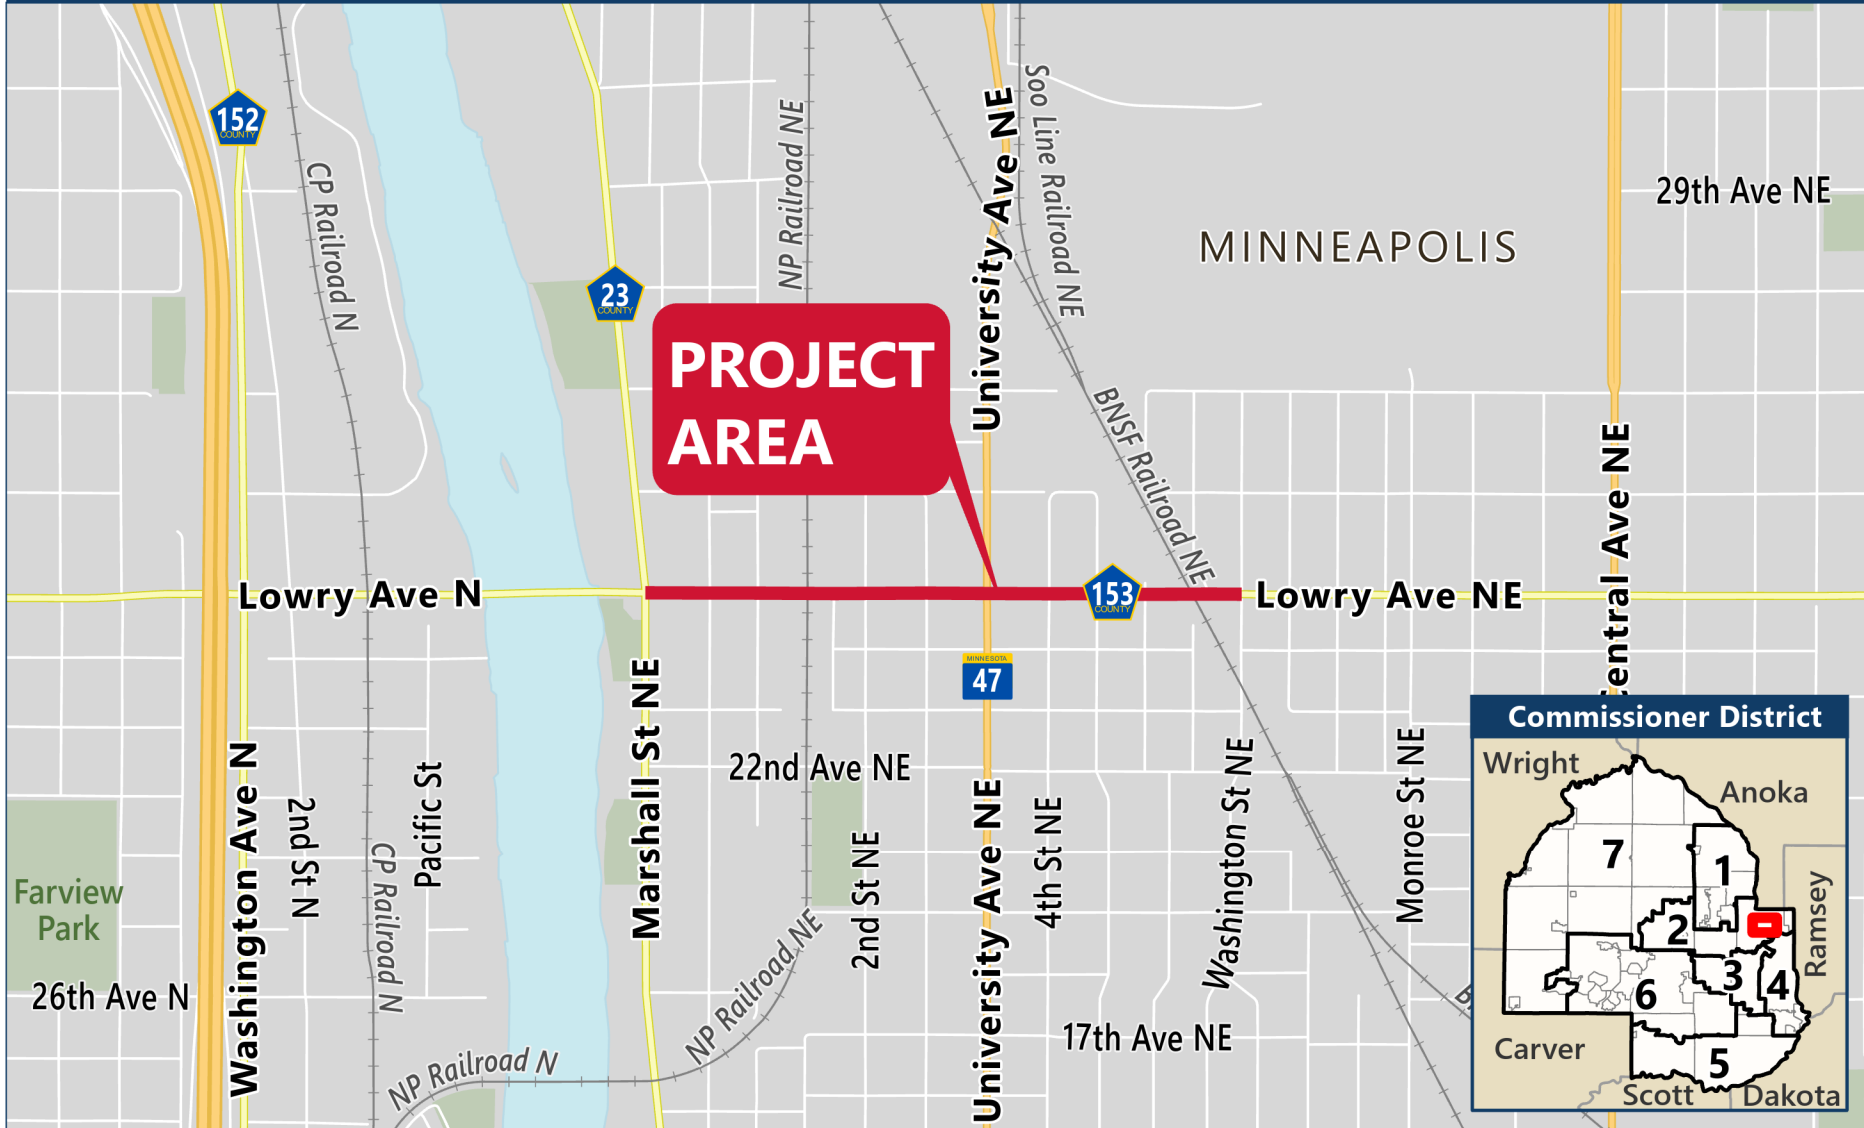 152
COUNTY
CP Railroad N
23
COUNTY
NP Railroad NE
University Ave NE
Soo Line Railroad NE
29th Ave NE
MINNEAPOLIS
PROJECT
AREA
BNSF Railroad NE
Central Ave NE
Lowry Ave N
153
COUNTY
Lowry Ave NE
MINNESOTA
47
Marshall St NE
22nd Ave NE
Washington Ave N
2nd St N
Pacific St
CP Railroad N
2nd St NE
University Ave NE
4th St NE
Washington St NE
Monroe St NE
Farview
Park
26th Ave N
NP Railroad NE
NP Railroad N
17th Ave NE
Commissioner District
Wright
Anoka
7
1
2
Ramsey
3
4
6
Carver
5
Scott
Dakota